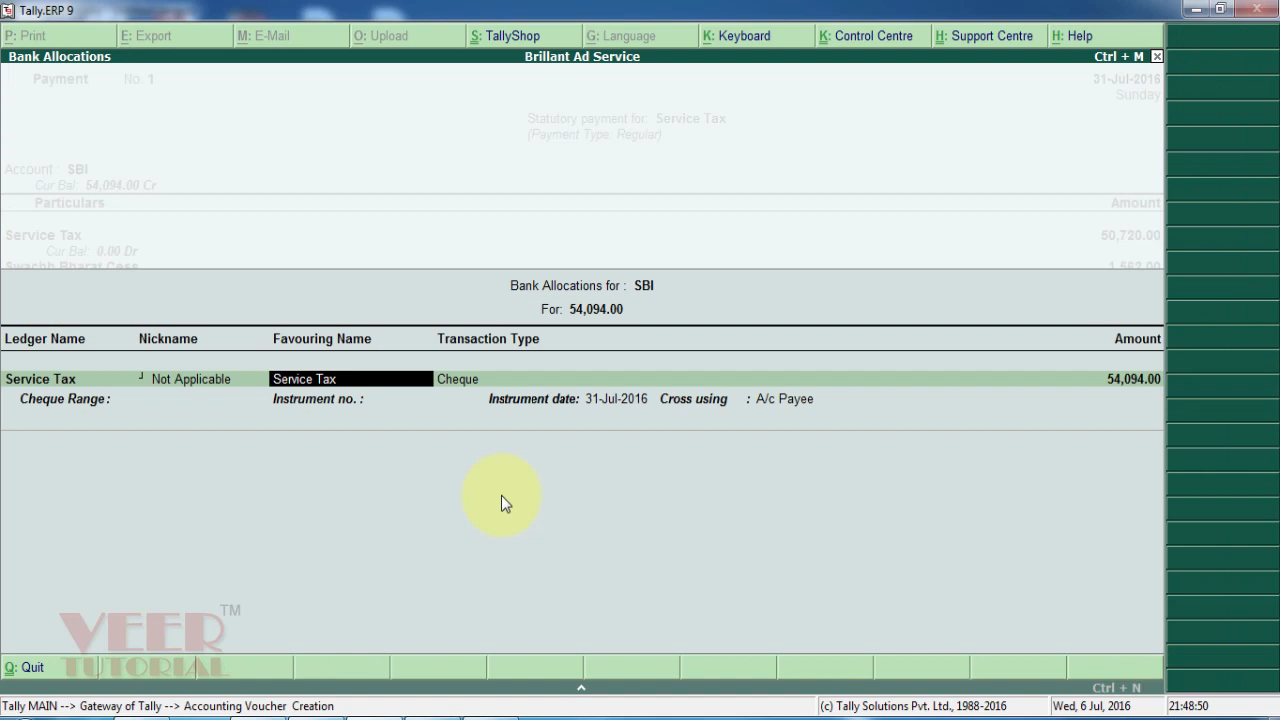 Tally.ERP 9
P: Print E: Export M: E-Mail O: Upload S: TallyShop G: Language K: Keyboard K: Control Centre H: Support Centre H: Help
Bank Allocations Brillant Ad Service Ctrl + M
Payment No. 1 31-Jul-2016
Sunday
Statutory payment for: Service Tax
(Payment Type: Regular)
Account : SBI
Cur Bal: 54,094.00 Cr
Particulars Amount
Service Tax 50,720.00
Cur Bal: 0.00 Dr
Swachh Bharat Cess 1,562.00
Bank Allocations for : SBI
For: 54,094.00
Ledger Name Nickname Favouring Name Transaction Type Amount
Service Tax ┘ Not Applicable Service Tax Cheque 54,094.00
Cheque Range : Instrument no. : Instrument date: 31-Jul-2016 Cross using : A/c Payee
VEER TM
TUTORIAL
Q: Quit
Ctrl + N
Tally MAIN --> Gateway of Tally --> Accounting Voucher Creation (c) Tally Solutions Pvt. Ltd., 1988-2016 Wed, 6 Jul, 2016 21:48:50